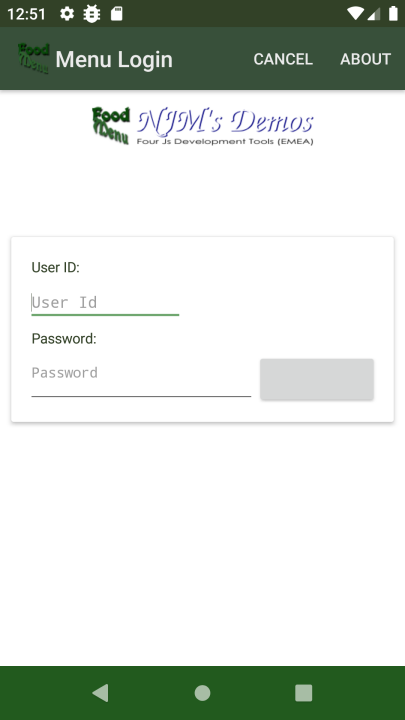 12:51
Food Menu
Menu Login
CANCEL
ABOUT
Food Menu
NJM's Demos
Four Js Development Tools (EMEA)
User ID:
User Id
Password:
Password